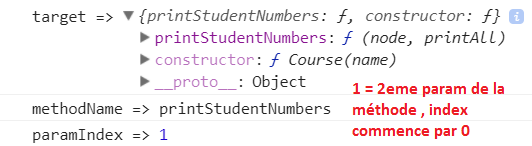 target => ▼{printStudentNumbers: ƒ, constructor: ƒ} i
▶ printStudentNumbers: ƒ (node, printAll)
▶ constructor: ƒ Course(name)
▶ __proto__: Object
methodName => printStudentNumbers
paramIndex => 1
1 = 2eme param de la
méthode , index
commence par 0